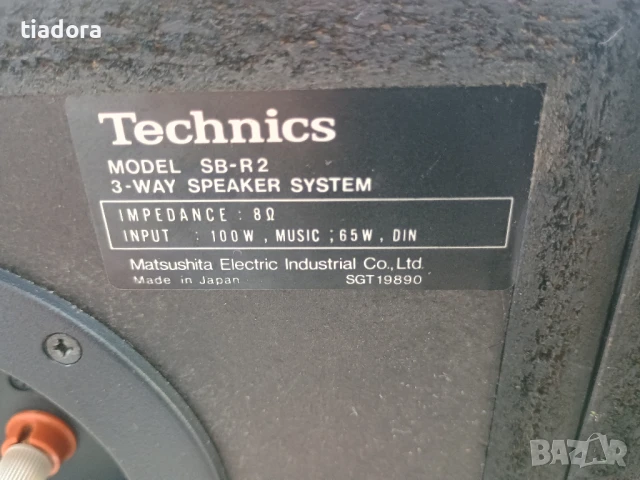 tiadora
Technics
MODEL SB-R2
3-WAY SPEAKER SYSTEM
IMPEDANCE : 8Ω
INPUT : 100W, MUSIC ; 65W, DIN
Matsushita Electric Industrial Co., Ltd.
Made in Japan SGT19890
BAZAR